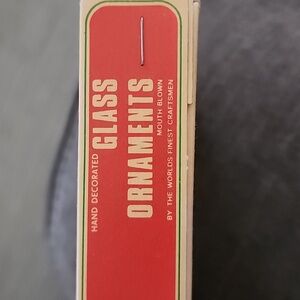 HAND DECORATED GLASS
ORNAMENTS
MOUTH BLOWN
BY THE WORLDS FINEST CRAFTSMEN